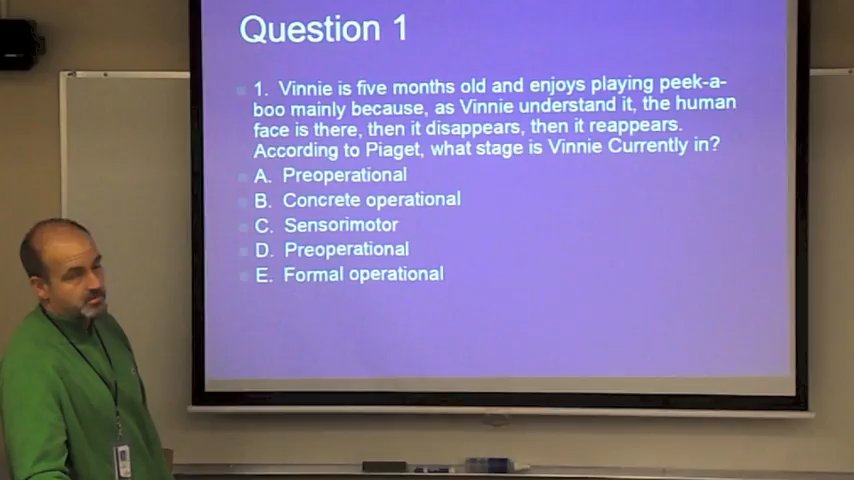 Question 1
1. Vinnie is five months old and enjoys playing peek-a-
boo mainly because, as Vinnie understand it, the human
face is there, then it disappears, then it reappears.
According to Piaget, what stage is Vinnie Currently in?
A. Preoperational
B. Concrete operational
C. Sensorimotor
D. Preoperational
E. Formal operational